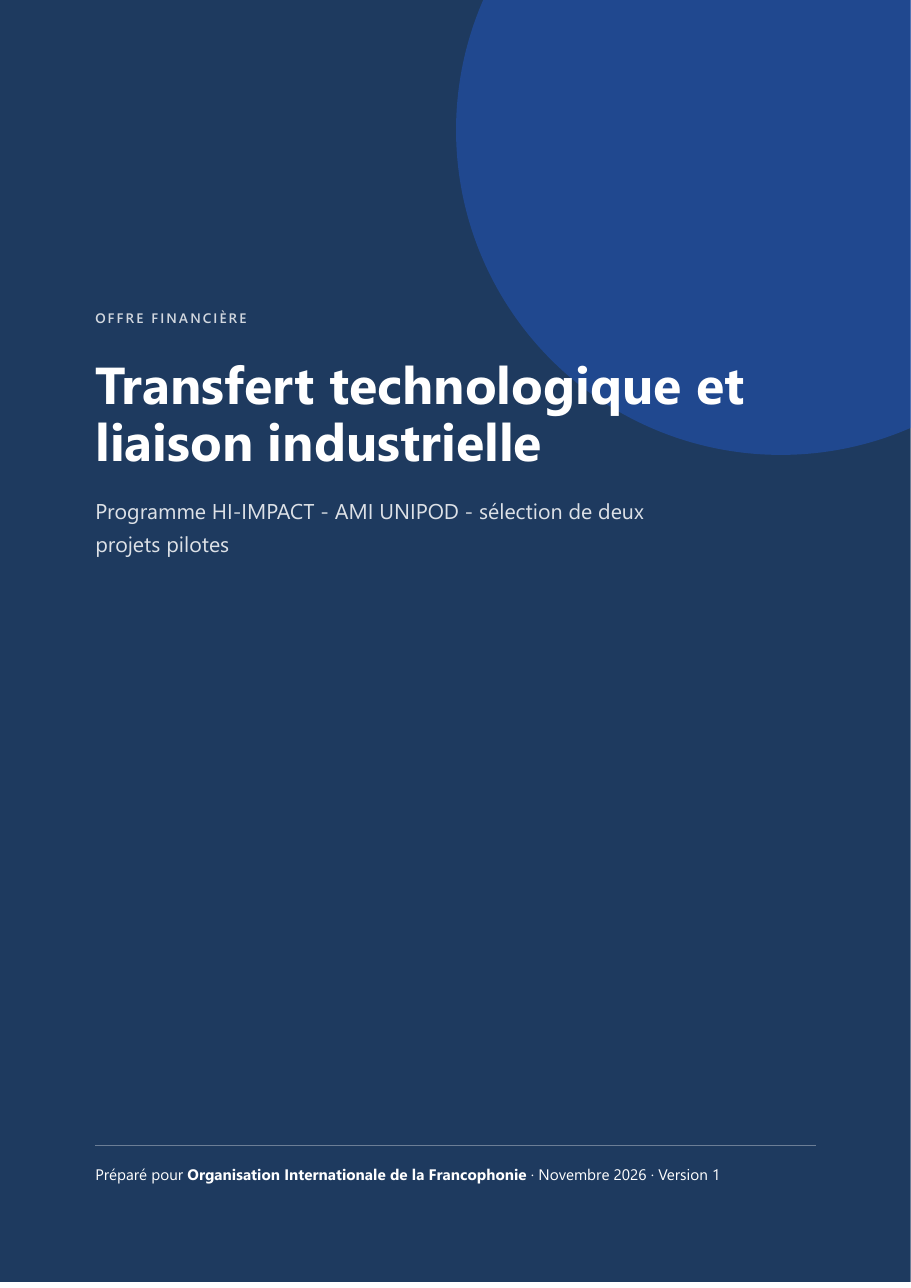 OFFRE FINANCIÈRE
Transfert technologique et
liaison industrielle
Programme HI-IMPACT - AMI UNIPOD - sélection de deux
projets pilotes
Préparé pour Organisation Internationale de la Francophonie · Novembre 2026 · Version 1